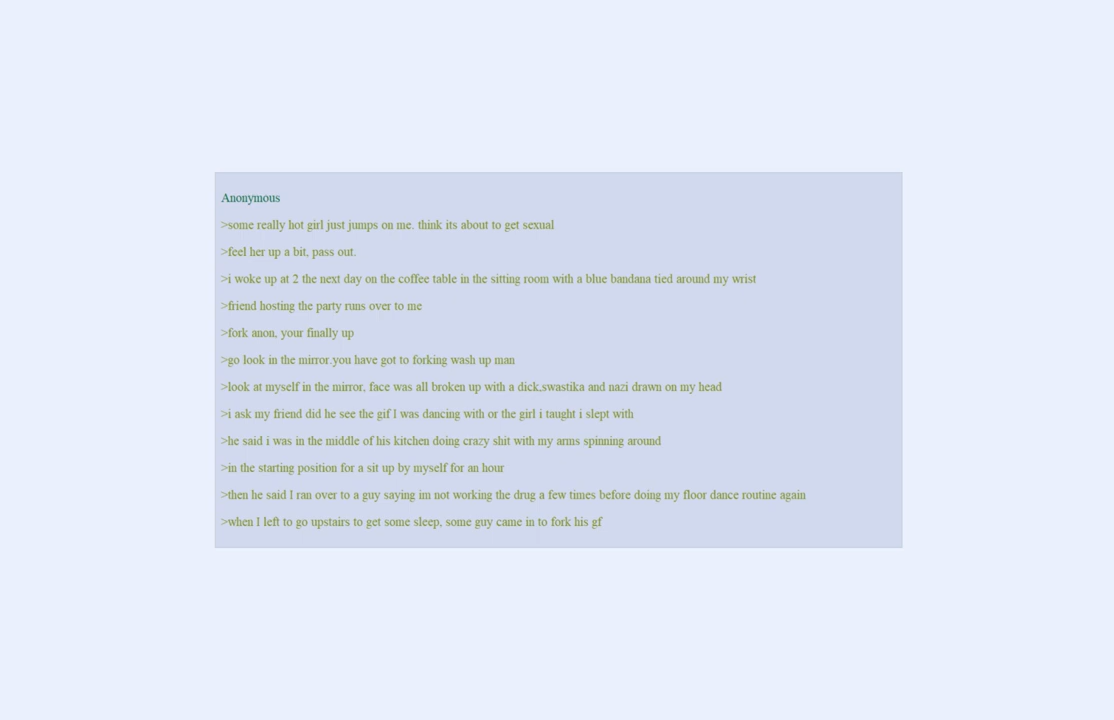 Anonymous
>some really hot girl just jumps on me. think its about to get sexual
>feel her up a bit, pass out.
>i woke up at 2 the next day on the coffee table in the sitting room with a blue bandana tied around my wrist
>friend hosting the party runs over to me
>fork anon, your finally up
>go look in the mirror.you have got to forking wash up man
>look at myself in the mirror, face was all broken up with a dick,swastika and nazi drawn on my head
>i ask my friend did he see the gif I was dancing with or the girl i taught i slept with
>he said i was in the middle of his kitchen doing crazy shit with my arms spinning around
>in the starting position for a sit up by myself for an hour
>then he said I ran over to a guy saying im not working the drug a few times before doing my floor dance routine again
>when I left to go upstairs to get some sleep, some guy came in to fork his gf